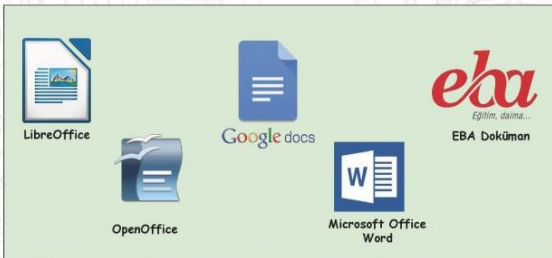 LibreOffice
Google docs
eba
Eğitim, daima...
EBA Doküman
OpenOffice
W
Microsoft Office
Word